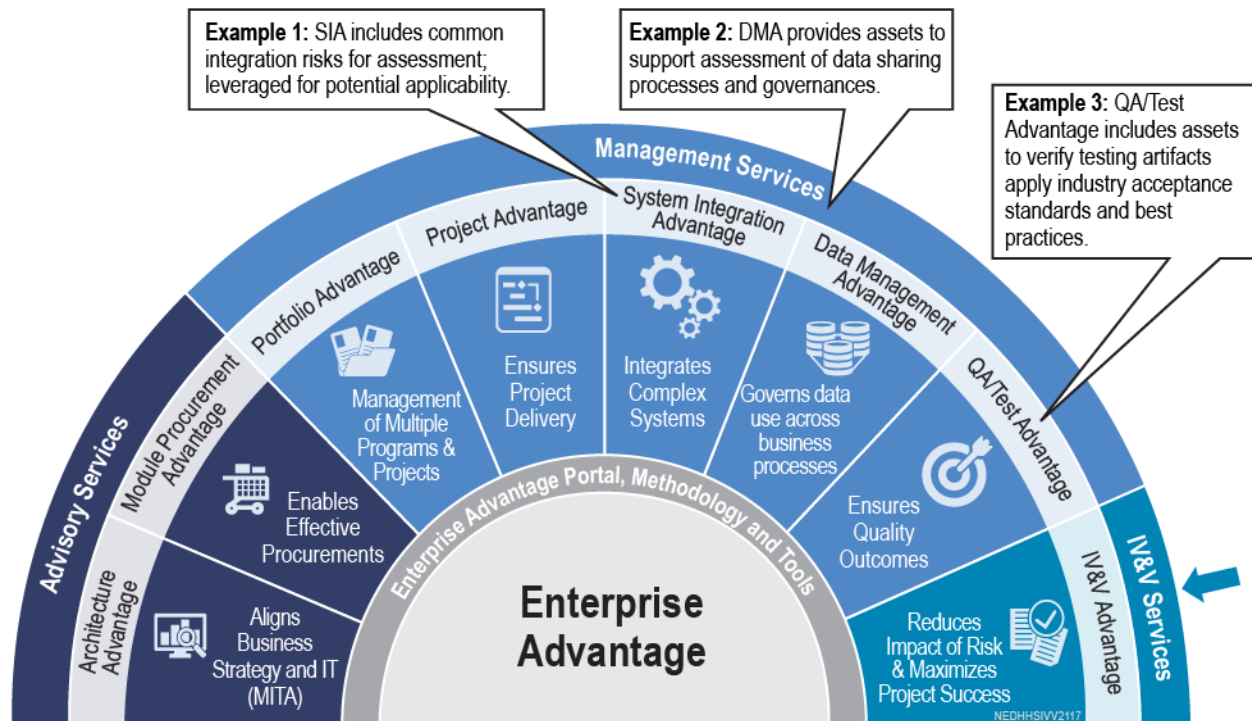 Example 1: SIA includes common
integration risks for assessment;
leveraged for potential applicability.
Example 2: DMA provides assets to
support assessment of data sharing
processes and governances.
Example 3: QA/Test
Advantage includes assets
to verify testing artifacts
apply industry acceptance
standards and best
practices.
Advisory Services
Management Services
IV&V Services
Architecture
Advantage
Module Procurement
Advantage
Portfolio Advantage
Project Advantage
System Integration
Advantage
Data Management
Advantage
QA/Test Advantage
IV&V Advantage
Aligns
Business
Strategy and IT
(MITA)
Enables
Effective
Procurements
Management
of Multiple
Programs &
Projects
Ensures
Project
Delivery
Integrates
Complex
Systems
Governs data
use across
business
processes
Ensures
Quality
Outcomes
Reduces
Impact of Risk
& Maximizes
Project Success
Enterprise Advantage Portal, Methodology and Tools
Enterprise
Advantage
NEDHHSIVV2117